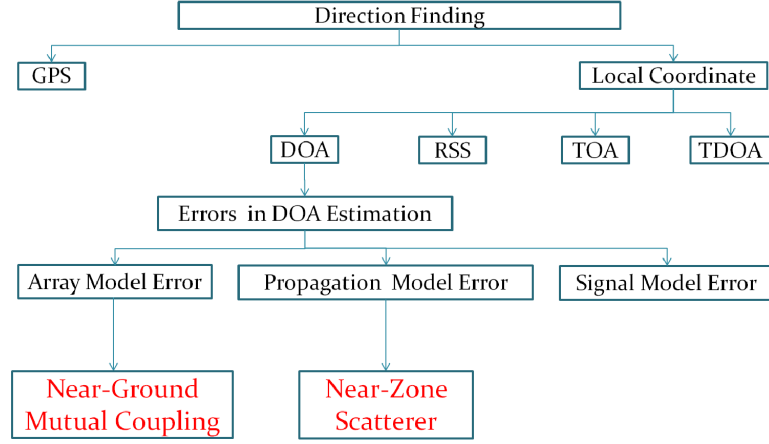 Direction Finding
GPS
Local Coordinate
DOA
RSS
TOA
TDOA
Errors in DOA Estimation
Array Model Error
Propagation Model Error
Signal Model Error
Near-Ground
Mutual Coupling
Near-Zone
Scatterer